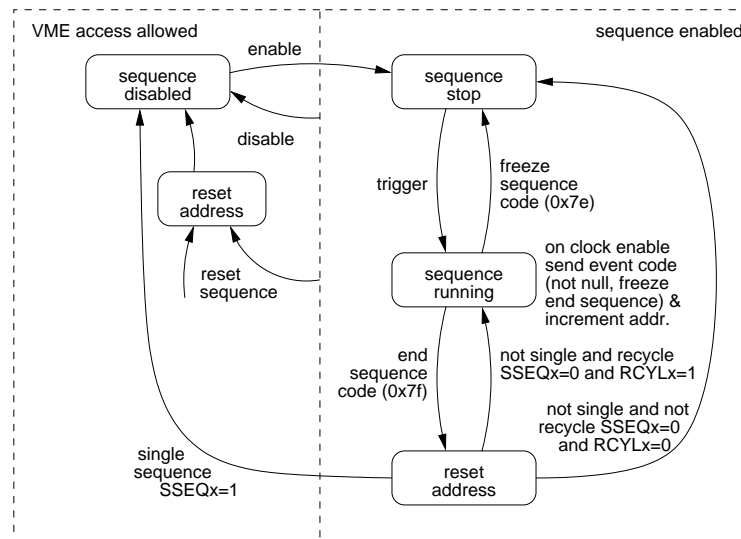 VME access allowed
sequence enabled
enable
sequence
disabled
sequence
stop
disable
trigger
freeze
sequence
code (0x7e)
reset
address
reset
sequence
sequence
running
on clock enable
send event code
(not null, freeze
end sequence) &
increment addr.
end
sequence
code (0x7f)
not single and recycle
SSEQx=0 and RCYLx=1
not single and not
recycle SSEQx=0
and RCYLx=0
single
sequence
SSEQx=1
reset
address